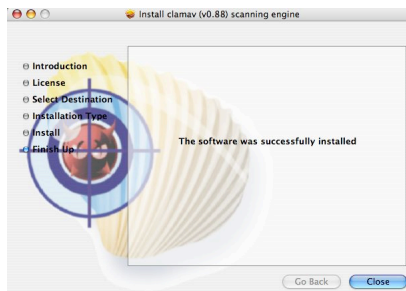 Install clamav (v0.88) scanning engine
Introduction
License
Select Destination
Installation Type
Install
Finish Up
The software was successfully installed
Go Back
Close